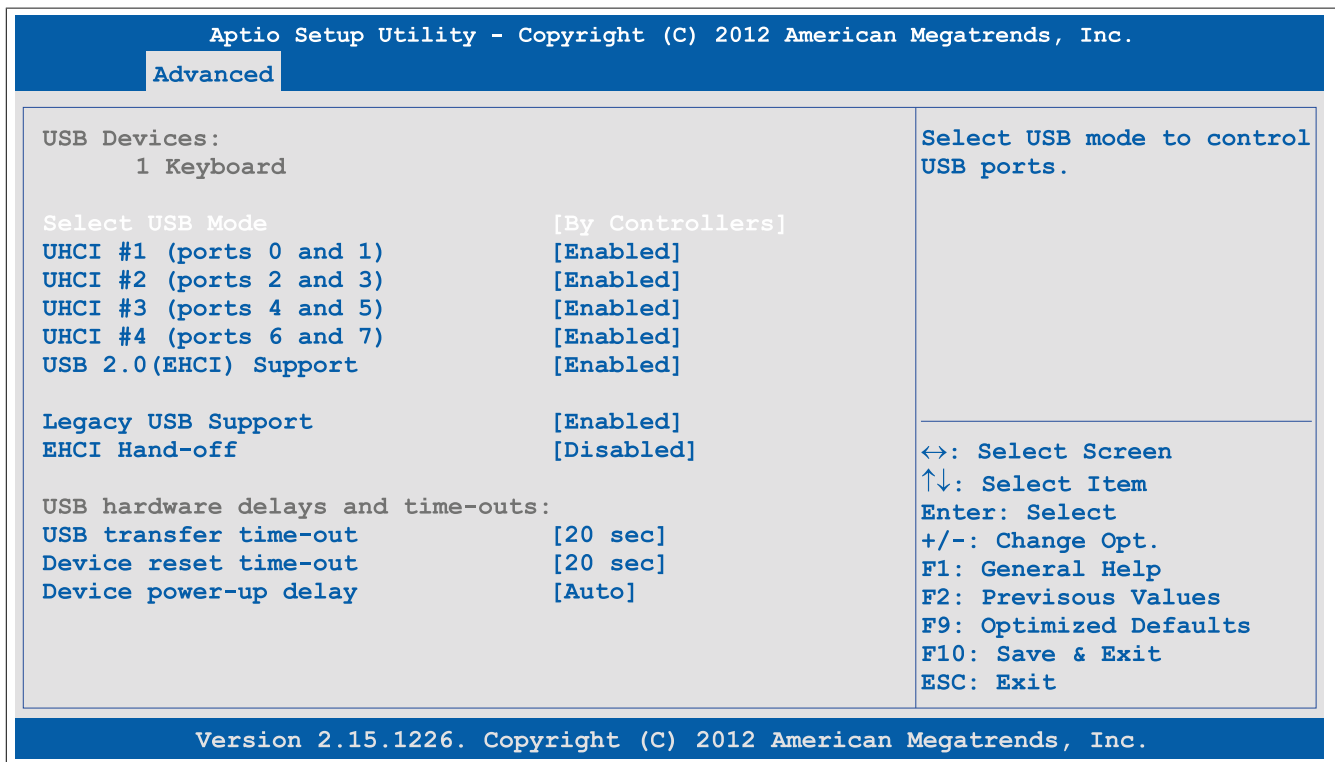 Aptio Setup Utility - Copyright (C) 2012 American Megatrends, Inc.
Advanced
USB Devices:
1 Keyboard
Select USB Mode [By Controllers]
UHCI #1 (ports 0 and 1) [Enabled]
UHCI #2 (ports 2 and 3) [Enabled]
UHCI #3 (ports 4 and 5) [Enabled]
UHCI #4 (ports 6 and 7) [Enabled]
USB 2.0(EHCI) Support [Enabled]
Legacy USB Support [Enabled]
EHCI Hand-off [Disabled]
USB hardware delays and time-outs:
USB transfer time-out [20 sec]
Device reset time-out [20 sec]
Device power-up delay [Auto]
Select USB mode to control
USB ports.
↔: Select Screen
↑↓: Select Item
Enter: Select
+/-: Change Opt.
F1: General Help
F2: Previsous Values
F9: Optimized Defaults
F10: Save & Exit
ESC: Exit
Version 2.15.1226. Copyright (C) 2012 American Megatrends, Inc.